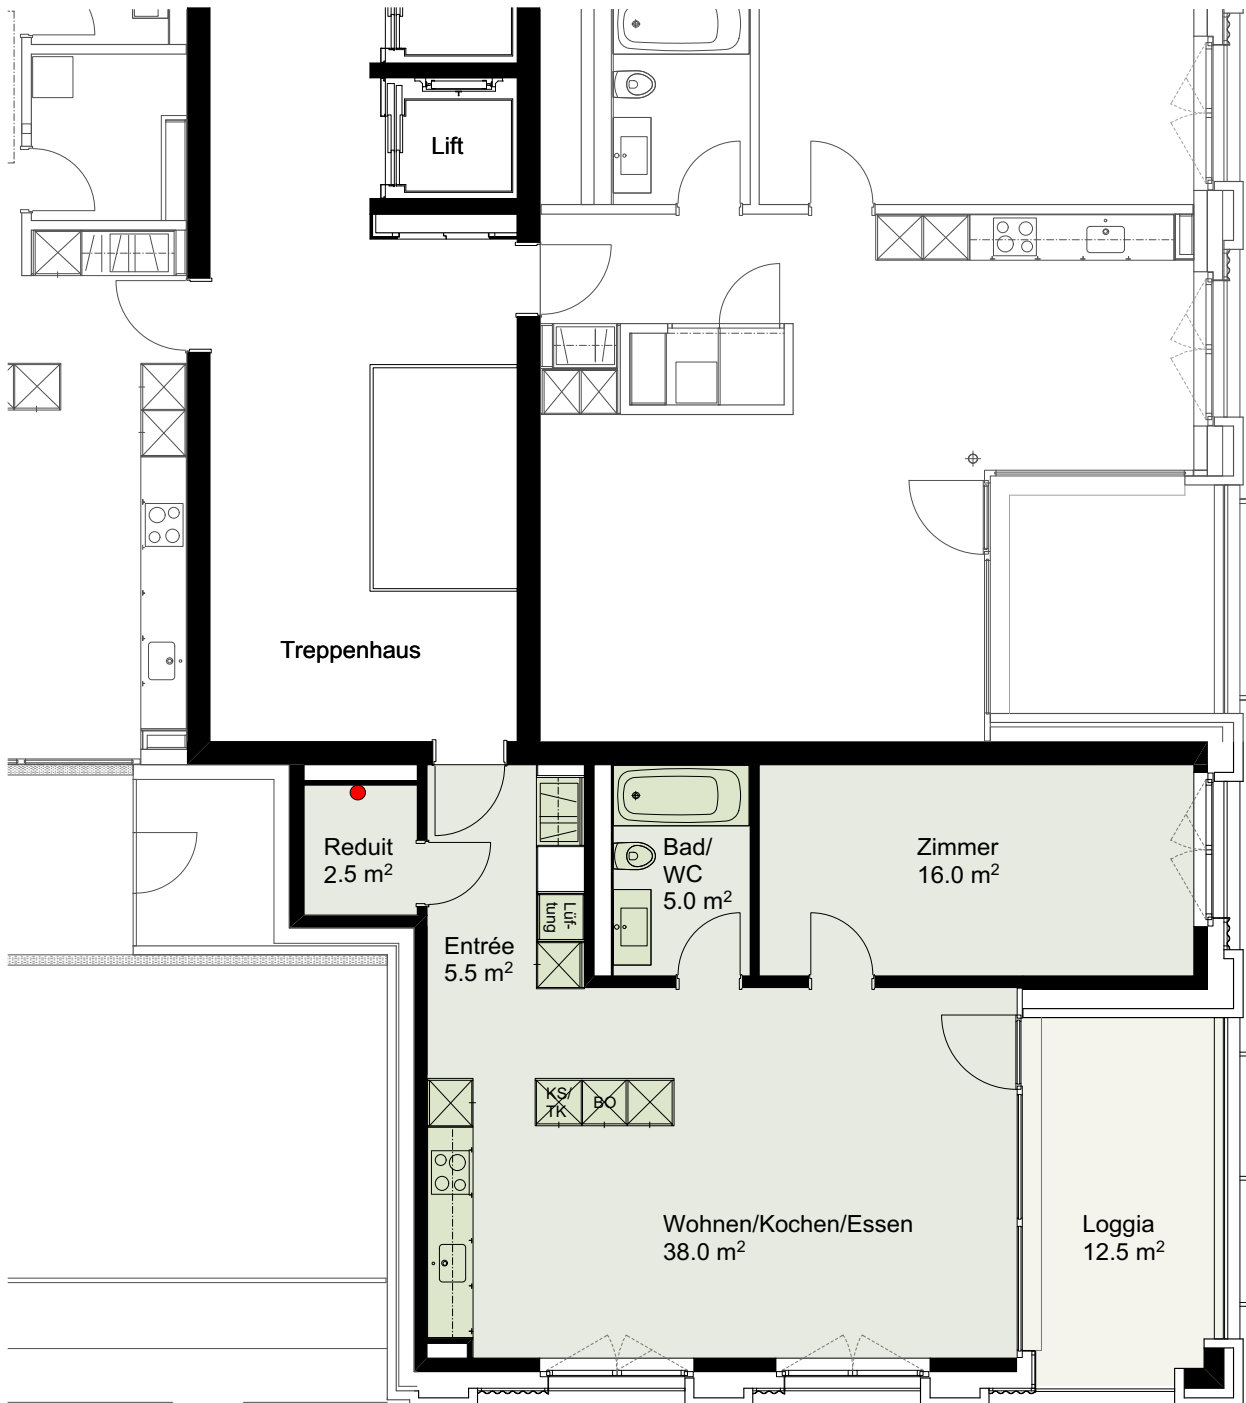 Lift
Treppenhaus
Reduit
2.5 m²
Bad/
WC
5.0 m²
Zimmer
16.0 m²
Lüf-
tung
Entrée
5.5 m²
KS/
TK
BO
Wohnen/Kochen/Essen
38.0 m²
Loggia
12.5 m²